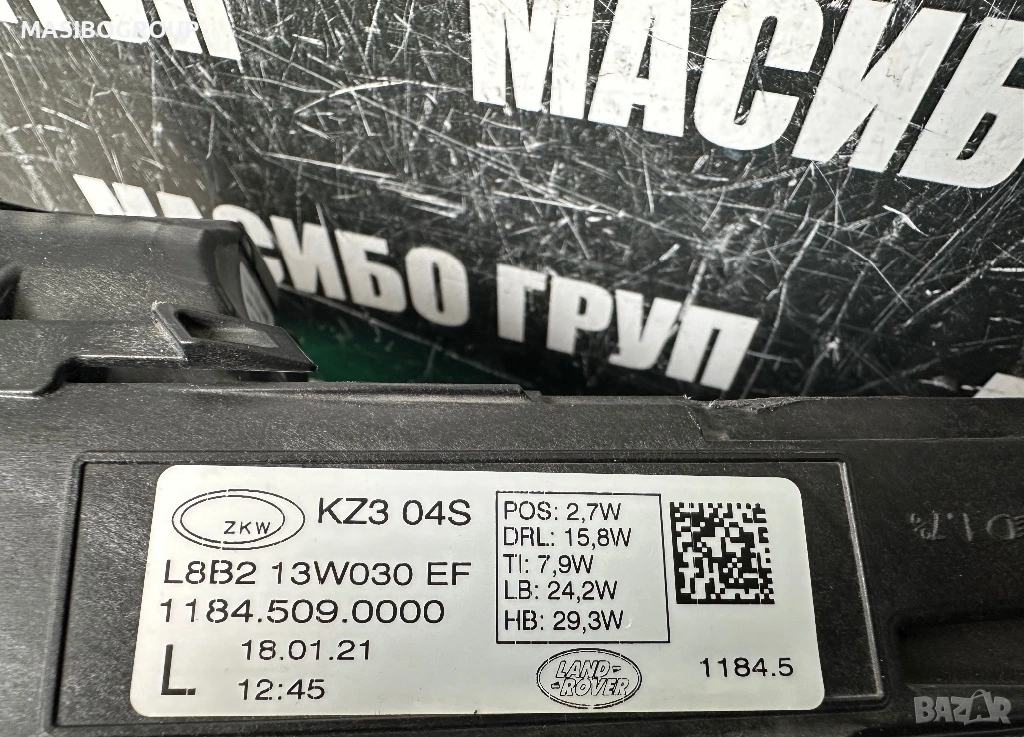 MASIBOGROUP
МАСИБ
МАСИБО ГРУП
ZKW
KZ3 04S
L8B2 13W030 EF
1184.509.0000
L.
18.01.21
12:45
POS: 2,7W
DRL: 15,8W
TI: 7,9W
LB: 24,2W
HB: 29,3W
LAND-
-ROVER
1184.5
BAZAR